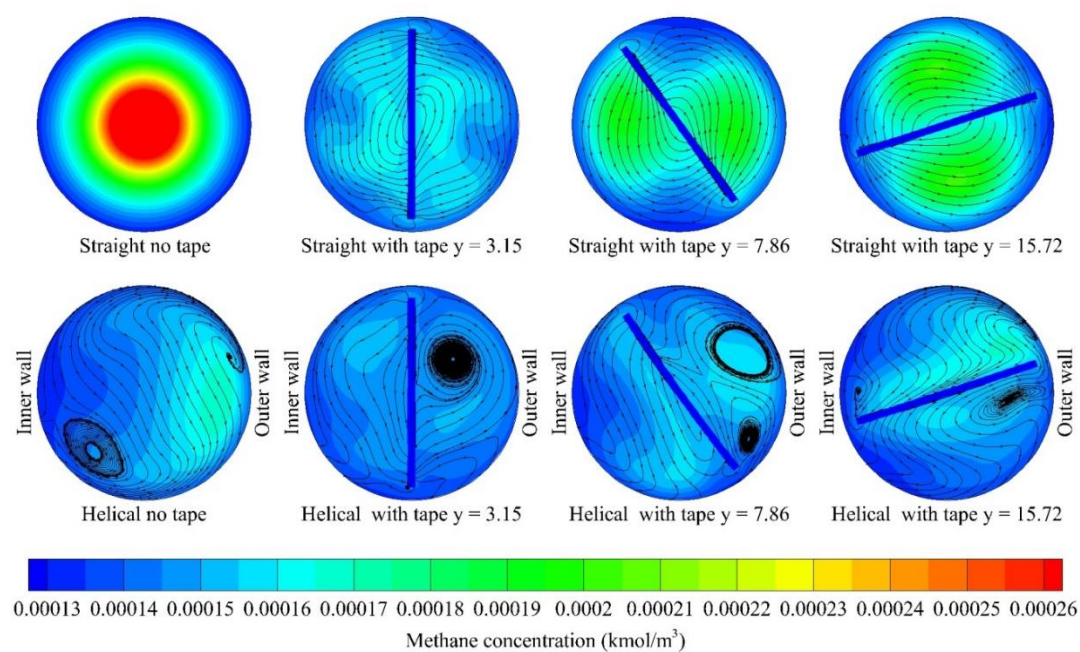 Straight no tape
Straight with tape y = 3.15
Straight with tape y = 7.86
Straight with tape y = 15.72
Inner wall
Outer wall
Inner wall
Outer wall
Inner wall
Outer wall
Inner wall
Outer wall
Helical no tape
Helical with tape y = 3.15
Helical with tape y = 7.86
Helical with tape y = 15.72
0.00013 0.00014 0.00015 0.00016 0.00017 0.00018 0.00019 0.0002 0.00021 0.00022 0.00023 0.00024 0.00025 0.00026
Methane concentration (kmol/m³)